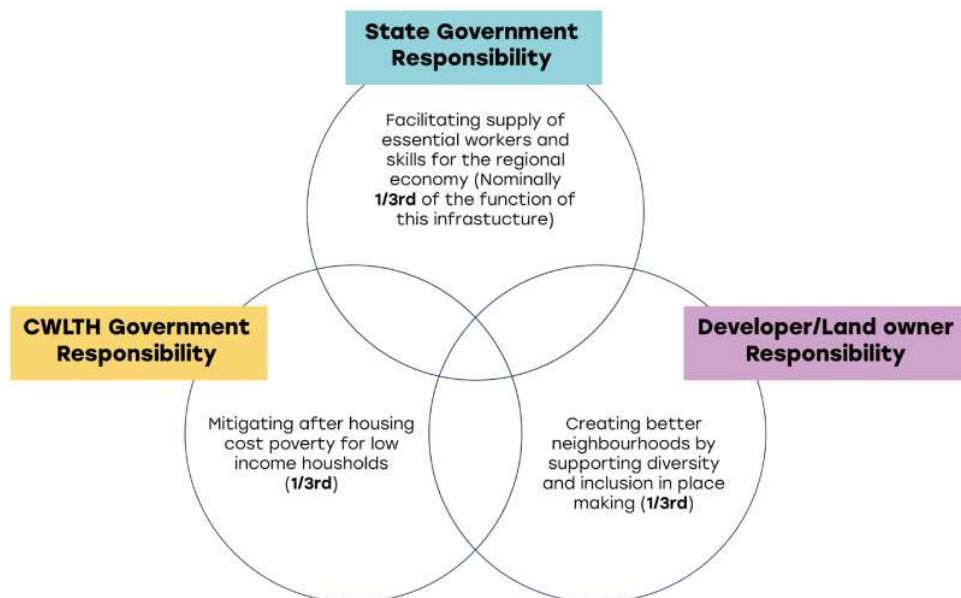 State Government
Responsibility
Facilitating supply of
essential workers and
skills for the regional
economy (Nominally
1/3rd of the function of
this infrastucture)
CWLTH Government
Responsibility
Developer/Land owner
Responsibility
Mitigating after housing
cost poverty for low
income housholds
(1/3rd)
Creating better
neighbourhoods by
supporting diversity
and inclusion in place
making (1/3rd)